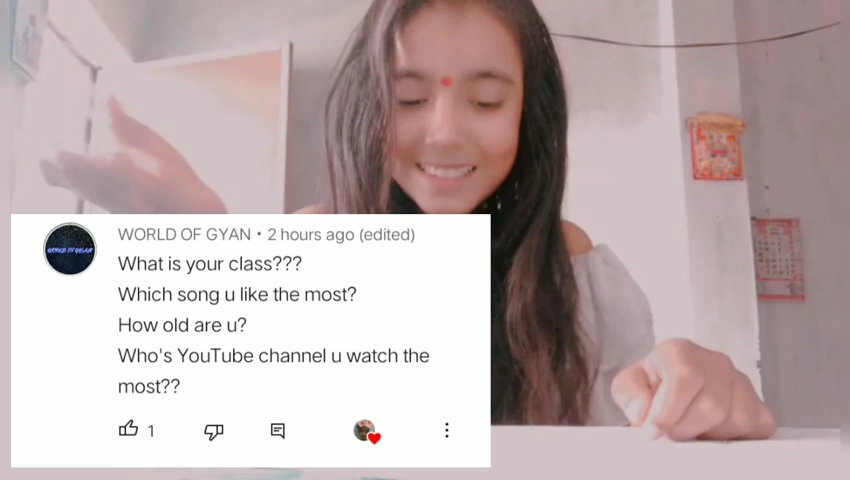 WORLD OF GYAN • 2 hours ago (edited)
What is your class???
Which song u like the most?
How old are u?
Who's YouTube channel u watch the
most??
1